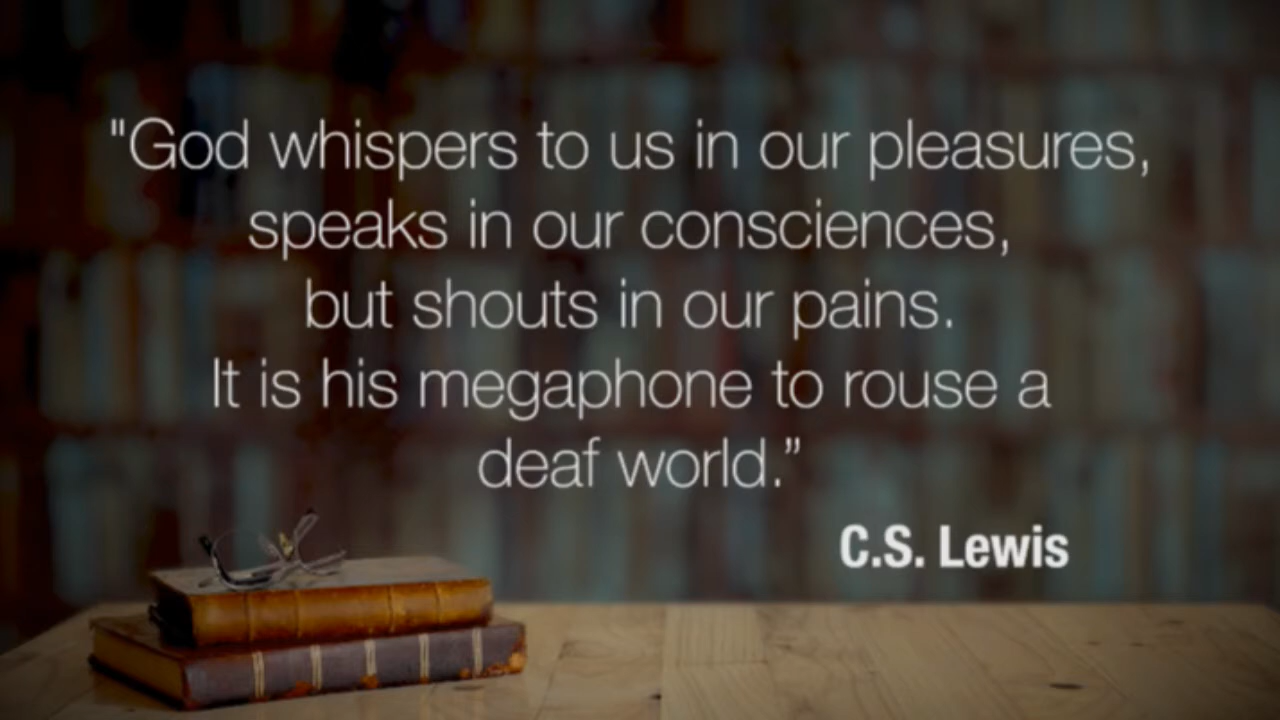 "God whispers to us in our pleasures,
speaks in our consciences,
but shouts in our pains.
It is his megaphone to rouse a
deaf world.”
C.S. Lewis